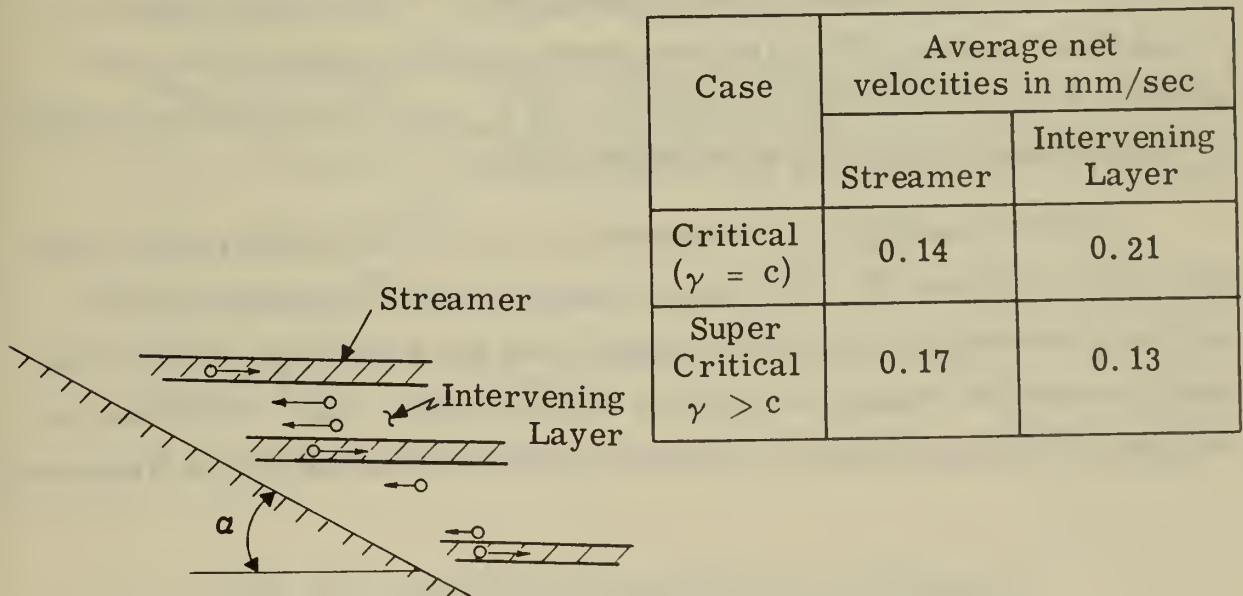 Case
Average net
velocities in mm/sec
Streamer
Intervening
Layer
Critical
(γ = c)
0.14
0.21
Super
Critical
γ > c
0.17
0.13
Streamer
Intervening
Layer
α